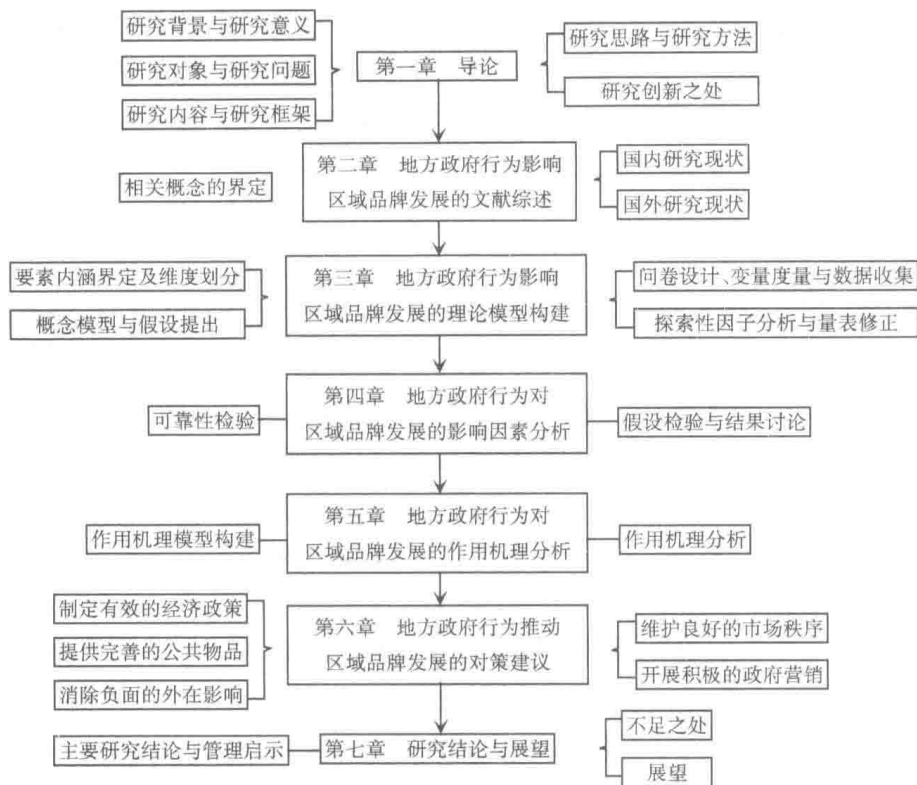 研究背景与研究意义
研究对象与研究问题
研究内容与研究框架
第一章 导论
研究思路与研究方法
研究创新之处
相关概念的界定
第二章 地方政府行为影响
区域品牌发展的文献综述
国内研究现状
国外研究现状
要素内涵界定及维度划分
概念模型与假设提出
第三章 地方政府行为影响
区域品牌发展的理论模型构建
问卷设计、变量度量与数据收集
探索性因子分析与量表修正
可靠性检验
第四章 地方政府行为对
区域品牌发展的影响因素分析
假设检验与结果讨论
作用机理模型构建
第五章 地方政府行为对
区域品牌发展的作用机理分析
作用机理分析
制定有效的经济政策
提供完善的公共物品
消除负面的外在影响
第六章 地方政府行为推动
区域品牌发展的对策建议
维护良好的市场秩序
开展积极的政府营销
主要研究结论与管理启示
第七章 研究结论与展望
不足之处
展望